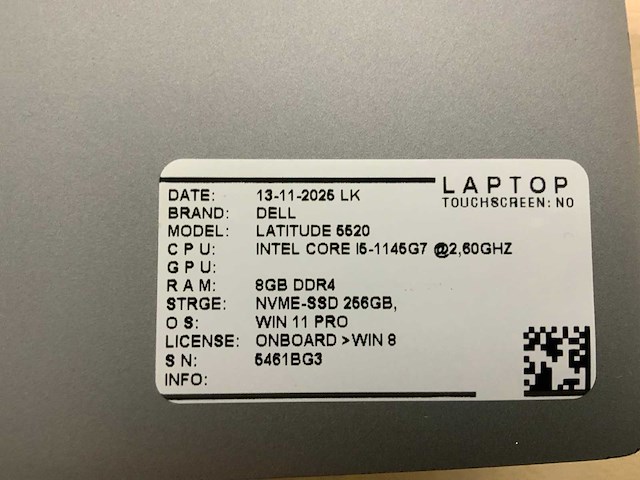 LAPTOP
TOUCHSCREEN: NO
DATE: 13-11-2025 LK
BRAND: DELL
MODEL: LATITUDE 5520
CPU: INTEL CORE I5-1145G7 @2,60GHZ
GPU:
RAM: 8GB DDR4
STRGE: NVME-SSD 256GB,
OS: WIN 11 PRO
LICENSE: ONBOARD >WIN 8
SN: 5461BG3
INFO: